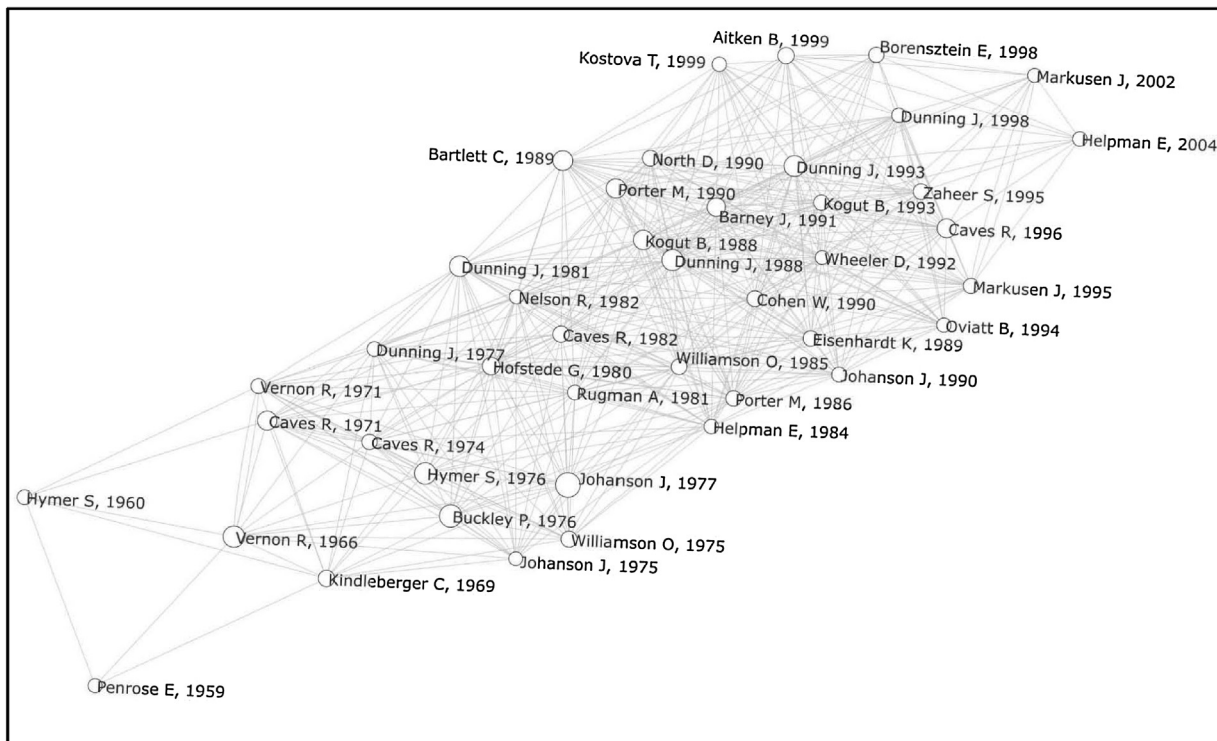 Aitken B, 1999
Borensztein E, 1998
Kostova T, 1999
Markusen J, 2002
Dunning J, 1998
Helpman E, 2004
Bartlett C, 1989
North D, 1990
Dunning J, 1993
Porter M, 1990
Zaheer S, 1995
Kogut B, 1993
Barney J, 1991
Caves R, 1996
Kogut B, 1988
Dunning J, 1988
Wheeler D, 1992
Dunning J, 1981
Markusen J, 1995
Nelson R, 1982
Cohen W, 1990
Oviatt B, 1994
Caves R, 1982
Eisenhardt K, 1989
Dunning J, 1977
Williamson O, 1985
Hofstede G, 1980
Johanson J, 1990
Vernon R, 1971
Rugman A, 1981
Porter M, 1986
Caves R, 1971
Helpman E, 1984
Caves R, 1974
Hymer S, 1976
Johanson J, 1977
Hymer S, 1960
Buckley P, 1976
Vernon R, 1966
Williamson O, 1975
Johanson J, 1975
Kindleberger C, 1969
Penrose E, 1959